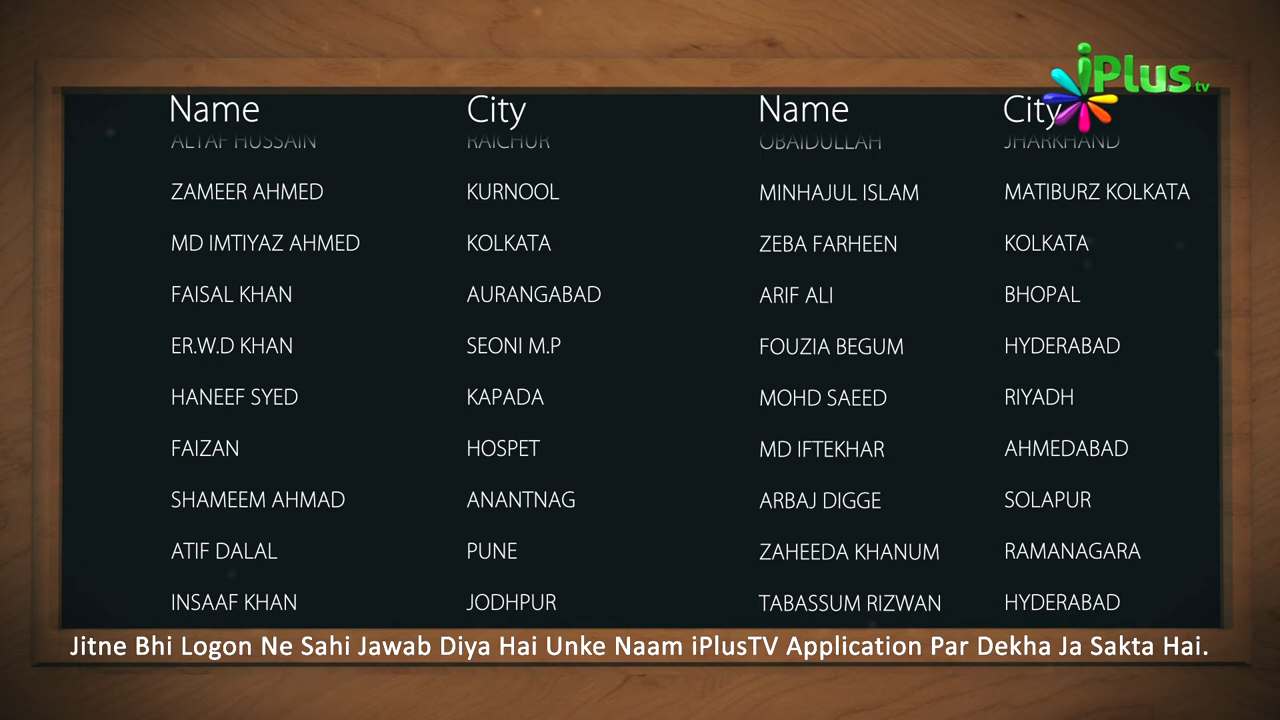 iPlus tv
Name City Name City
ALTAF HUSSAIN RAICHUR OBAIDULLAH JHARKHAND
ZAMEER AHMED KURNOOL MINHAJUL ISLAM MATIBURZ KOLKATA
MD IMTIYAZ AHMED KOLKATA ZEBA FARHEEN KOLKATA
FAISAL KHAN AURANGABAD ARIF ALI BHOPAL
ER.W.D KHAN SEONI M.P FOUZIA BEGUM HYDERABAD
HANEEF SYED KAPADA MOHD SAEED RIYADH
FAIZAN HOSPET MD IFTEKHAR AHMEDABAD
SHAMEEM AHMAD ANANTNAG ARBAJ DIGGE SOLAPUR
ATIF DALAL PUNE ZAHEEDA KHANUM RAMANAGARA
INSAAF KHAN JODHPUR TABASSUM RIZWAN HYDERABAD
Jitne Bhi Logon Ne Sahi Jawab Diya Hai Unke Naam iPlusTV Application Par Dekha Ja Sakta Hai.